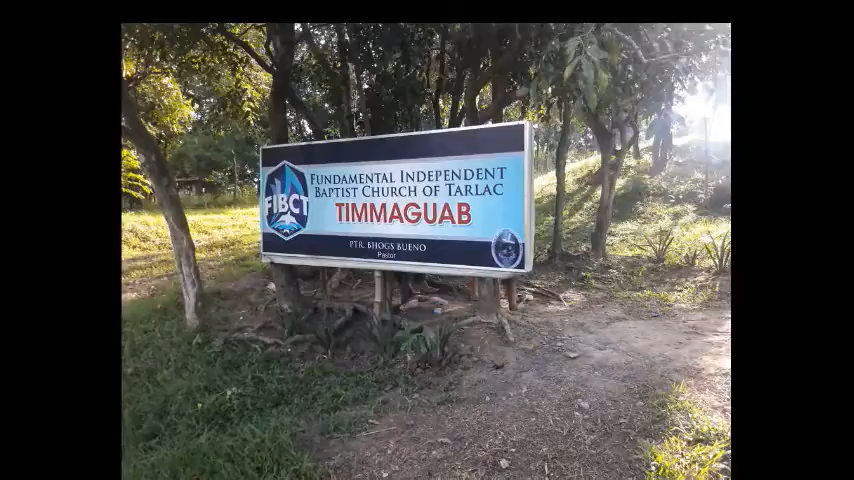 FUNDAMENTAL INDEPENDENT
BAPTIST CHURCH OF TARLAC
FIBCT
TIMMAGUAB
PTR. BHOGS BUENO
Pastor